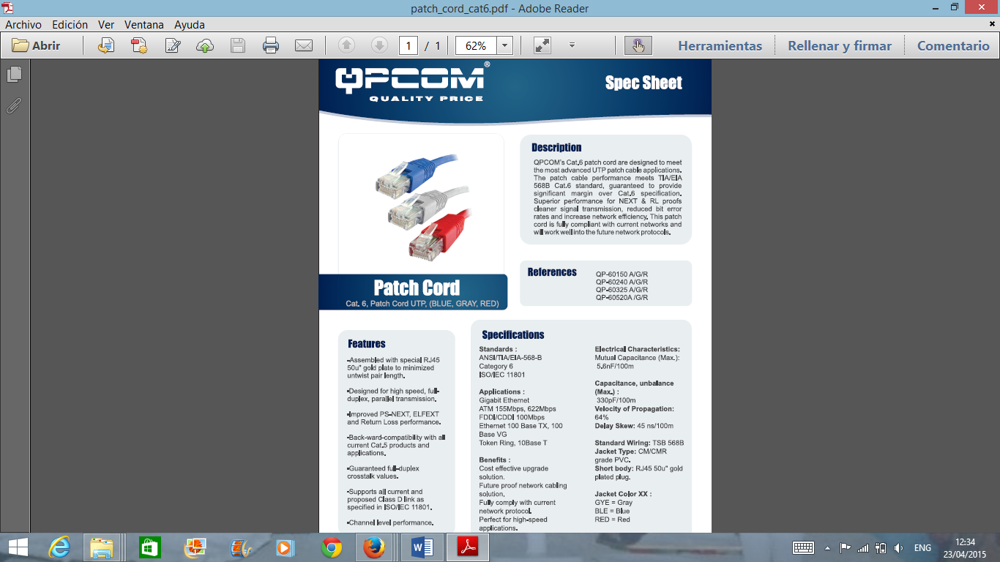 patch_cord_cat6.pdf - Adobe Reader
Archivo Edición Ver Ventana Ayuda
Abrir
1 / 1
62%
Herramientas
Rellenar y firmar
Comentario
QPCOM®
QUALITY PRICE
Spec Sheet
Description
QPCOM's Cat.6 patch cord are designed to meet
the most advanced UTP patch cable applications.
The patch cable performance meets TIA/EIA
568B Cat.6 standard, guaranteed to provide
significant margin over Cat.6 specification.
Superior performance for NEXT & RL proofs
cleaner signal transmission, reduced bit error
rates and increase network efficiency. This patch
cord is fully compliant with current networks and
will work well into the future network protocols.
References
QP-60150 A/G/R
QP-60240 A/G/R
QP-60325 A/G/R
QP-60520A /G/R
Patch Cord
Cat. 6, Patch Cord UTP, (BLUE, GRAY, RED)
Features
-Assembled with special RJ45
50u" gold plate to minimized
untwist pair length.
-Designed for high speed, full-
duplex, parallel transmission.
-Improved PS-NEXT, ELFEXT
and Return Loss performance.
-Back-ward-compatibility with all
current Cat.5 products and
applications.
-Guaranteed full-duplex
crosstalk values.
-Supports all current and
proposed Class D link as
specified in ISO/IEC 11801.
-Channel level performance.
Specifications
Standards :
ANSI/TIA/EIA-568-B
Category 6
ISO/IEC 11801
Applications :
Gigabit Ethernet
ATM 155Mbps, 622Mbps
FDDI/CDDI 100Mbps
Ethernet 100 Base TX, 100
Base VG
Token Ring, 10Base T
Benefits :
Cost effective upgrade
solution.
Future proof network cabling
solution.
Fully comply with current
network protocol.
Perfect for high-speed
applications.
Electrical Characteristics:
Mutual Capacitance (Max.):
5.6nF/100m
Capacitance, unbalance
(Max.) :
330pF/100m
Velocity of Propagation:
64%
Delay Skew: 45 ns/100m
Standard Wiring: TSB 568B
Jacket Type: CM/CMR
grade PVC.
Short body: RJ45 50u" gold
plated plug.
Jacket Color XX :
GYE = Gray
BLE = Blue
RED = Red
ENG
12:34
23/04/2015